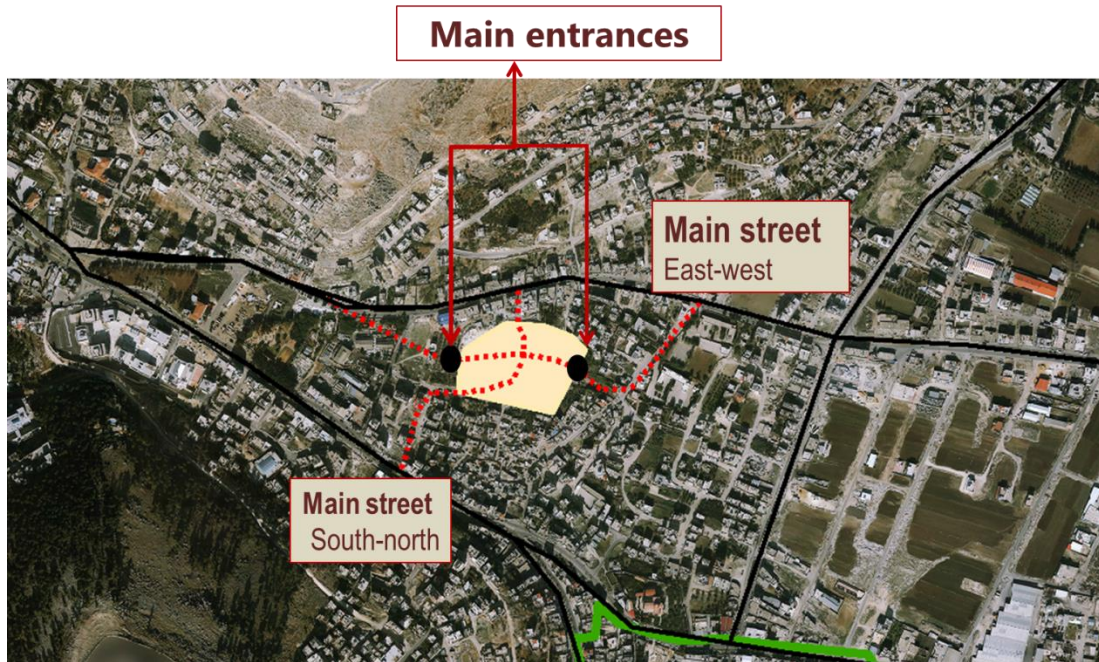 Main entrances
Main street
East-west
Main street
South-north